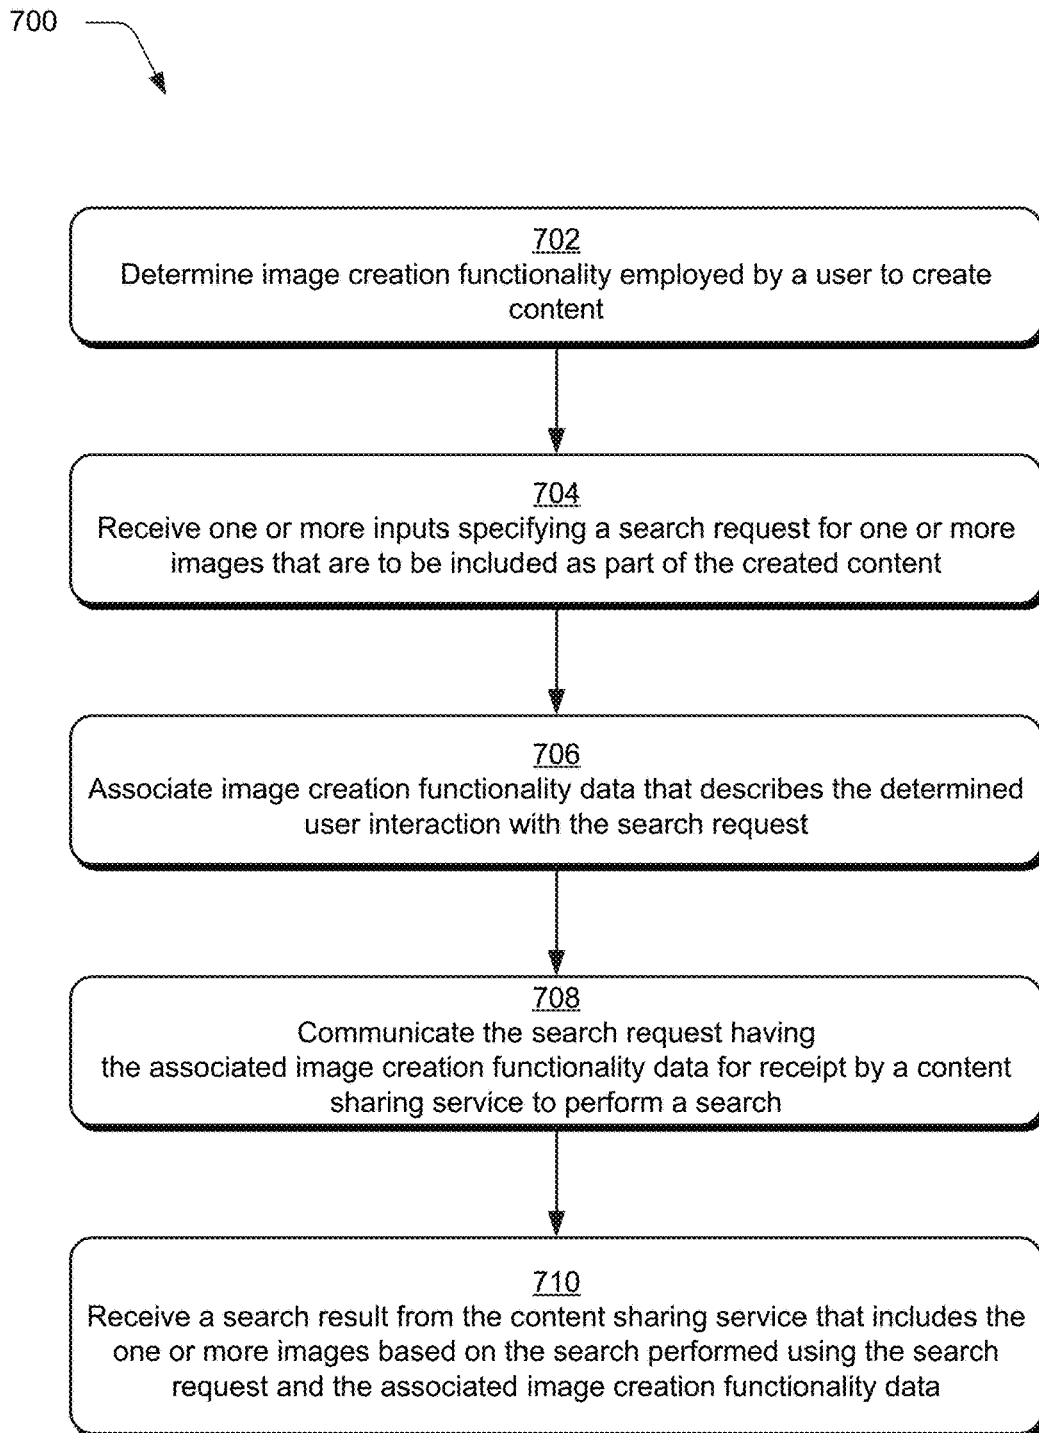 700
702
Determine image creation functionality employed by a user to create
content
704
Receive one or more inputs specifying a search request for one or more
images that are to be included as part of the created content
706
Associate image creation functionality data that describes the determined
user interaction with the search request
708
Communicate the search request having
the associated image creation functionality data for receipt by a content
sharing service to perform a search
710
Receive a search result from the content sharing service that includes the
one or more images based on the search performed using the search
request and the associated image creation functionality data